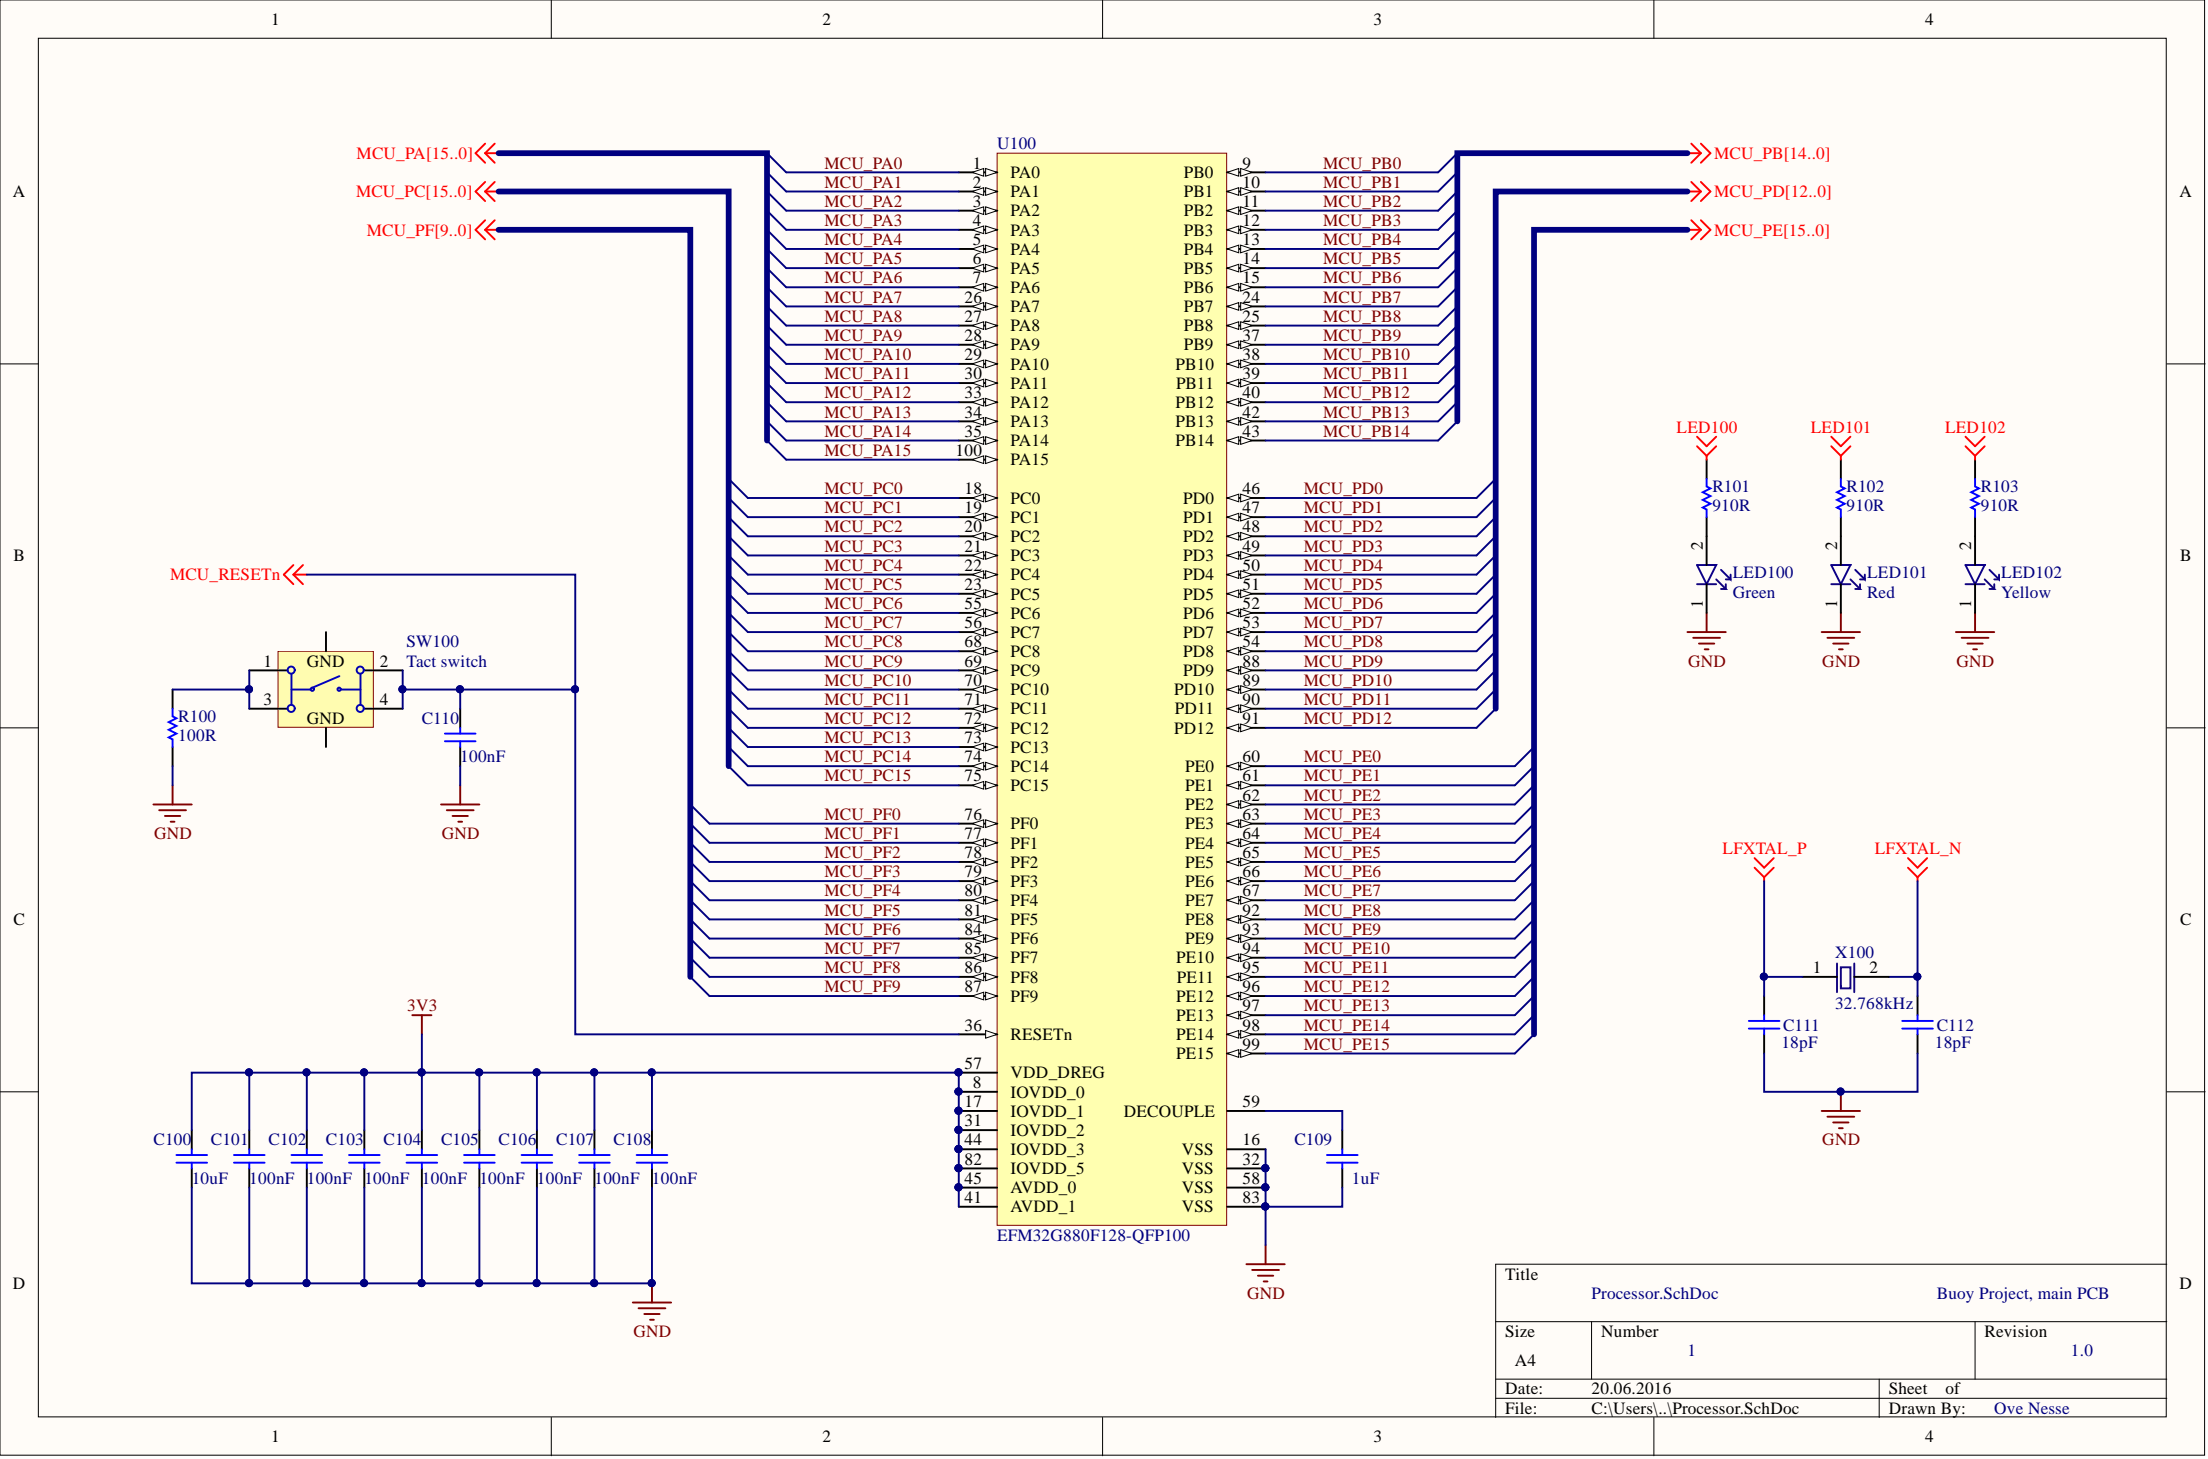 1 2 3 4
A A
B B
C C
D D
MCU_PA[15..0]
MCU_PC[15..0]
MCU_PF[9..0]
U100
MCU_PA0 1 PA0
MCU_PA1 2 PA1
MCU_PA2 3 PA2
MCU_PA3 4 PA3
MCU_PA4 5 PA4
MCU_PA5 6 PA5
MCU_PA6 7 PA6
MCU_PA7 26 PA7
MCU_PA8 27 PA8
MCU_PA9 28 PA9
MCU_PA10 29 PA10
MCU_PA11 30 PA11
MCU_PA12 33 PA12
MCU_PA13 34 PA13
MCU_PA14 35 PA14
MCU_PA15 100 PA15
MCU_PC0 18 PC0
MCU_PC1 19 PC1
MCU_PC2 20 PC2
MCU_PC3 21 PC3
MCU_PC4 22 PC4
MCU_PC5 23 PC5
MCU_PC6 55 PC6
MCU_PC7 56 PC7
MCU_PC8 68 PC8
MCU_PC9 69 PC9
MCU_PC10 70 PC10
MCU_PC11 71 PC11
MCU_PC12 72 PC12
MCU_PC13 73 PC13
MCU_PC14 74 PC14
MCU_PC15 75 PC15
MCU_PF0 76 PF0
MCU_PF1 77 PF1
MCU_PF2 78 PF2
MCU_PF3 79 PF3
MCU_PF4 80 PF4
MCU_PF5 81 PF5
MCU_PF6 84 PF6
MCU_PF7 85 PF7
MCU_PF8 86 PF8
MCU_PF9 87 PF9
36 RESETn
57 VDD_DREG
8 IOVDD_0
17 IOVDD_1
31 IOVDD_2
44 IOVDD_3
82 IOVDD_5
45 AVDD_0
41 AVDD_1
PB0 9 MCU_PB0
PB1 10 MCU_PB1
PB2 11 MCU_PB2
PB3 12 MCU_PB3
PB4 13 MCU_PB4
PB5 14 MCU_PB5
PB6 15 MCU_PB6
PB7 24 MCU_PB7
PB8 25 MCU_PB8
PB9 37 MCU_PB9
PB10 38 MCU_PB10
PB11 39 MCU_PB11
PB12 40 MCU_PB12
PB13 42 MCU_PB13
PB14 43 MCU_PB14
PD0 46 MCU_PD0
PD1 47 MCU_PD1
PD2 48 MCU_PD2
PD3 49 MCU_PD3
PD4 50 MCU_PD4
PD5 51 MCU_PD5
PD6 52 MCU_PD6
PD7 53 MCU_PD7
PD8 54 MCU_PD8
PD9 88 MCU_PD9
PD10 89 MCU_PD10
PD11 90 MCU_PD11
PD12 91 MCU_PD12
PE0 60 MCU_PE0
PE1 61 MCU_PE1
PE2 62 MCU_PE2
PE3 63 MCU_PE3
PE4 64 MCU_PE4
PE5 65 MCU_PE5
PE6 66 MCU_PE6
PE7 67 MCU_PE7
PE8 92 MCU_PE8
PE9 93 MCU_PE9
PE10 94 MCU_PE10
PE11 95 MCU_PE11
PE12 96 MCU_PE12
PE13 97 MCU_PE13
PE14 98 MCU_PE14
PE15 99 MCU_PE15
DECOUPLE 59
VSS 16
VSS 32
VSS 58
VSS 83
EFM32G880F128-QFP100
C109
1uF
GND
MCU_PB[14..0]
MCU_PD[12..0]
MCU_PE[15..0]
LED100 LED101 LED102
R101 R102 R103
910R 910R 910R
2 2 2
LED100 LED101 LED102
Green Red Yellow
1 1 1
GND GND GND
MCU_RESETn
SW100
Tact switch
1 GND 2
3 GND 4
R100
100R
C110
100nF
GND GND
LFXTAL_P LFXTAL_N
X100
1 2
32.768kHz
C111 C112
18pF 18pF
GND
3V3
C100 C101 C102 C103 C104 C105 C106 C107 C108
10uF 100nF 100nF 100nF 100nF 100nF 100nF 100nF 100nF
GND
Title
Processor.SchDoc Buoy Project, main PCB
Size Number Revision
A4 1 1.0
Date: 20.06.2016 Sheet of
File: C:\Users\..\Processor.SchDoc Drawn By: Ove Nesse
1 2 3 4